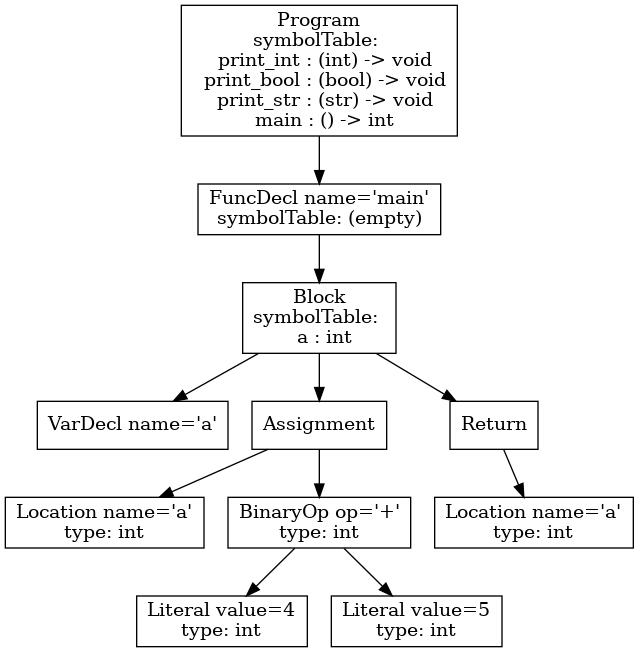 Program
symbolTable:
print_int : (int) -> void
print_bool : (bool) -> void
print_str : (str) -> void
main : () -> int
FuncDecl name='main'
symbolTable: (empty)
Block
symbolTable:
a : int
VarDecl name='a'
Assignment
Return
Location name='a'
type: int
BinaryOp op='+'
type: int
Location name='a'
type: int
Literal value=4
type: int
Literal value=5
type: int